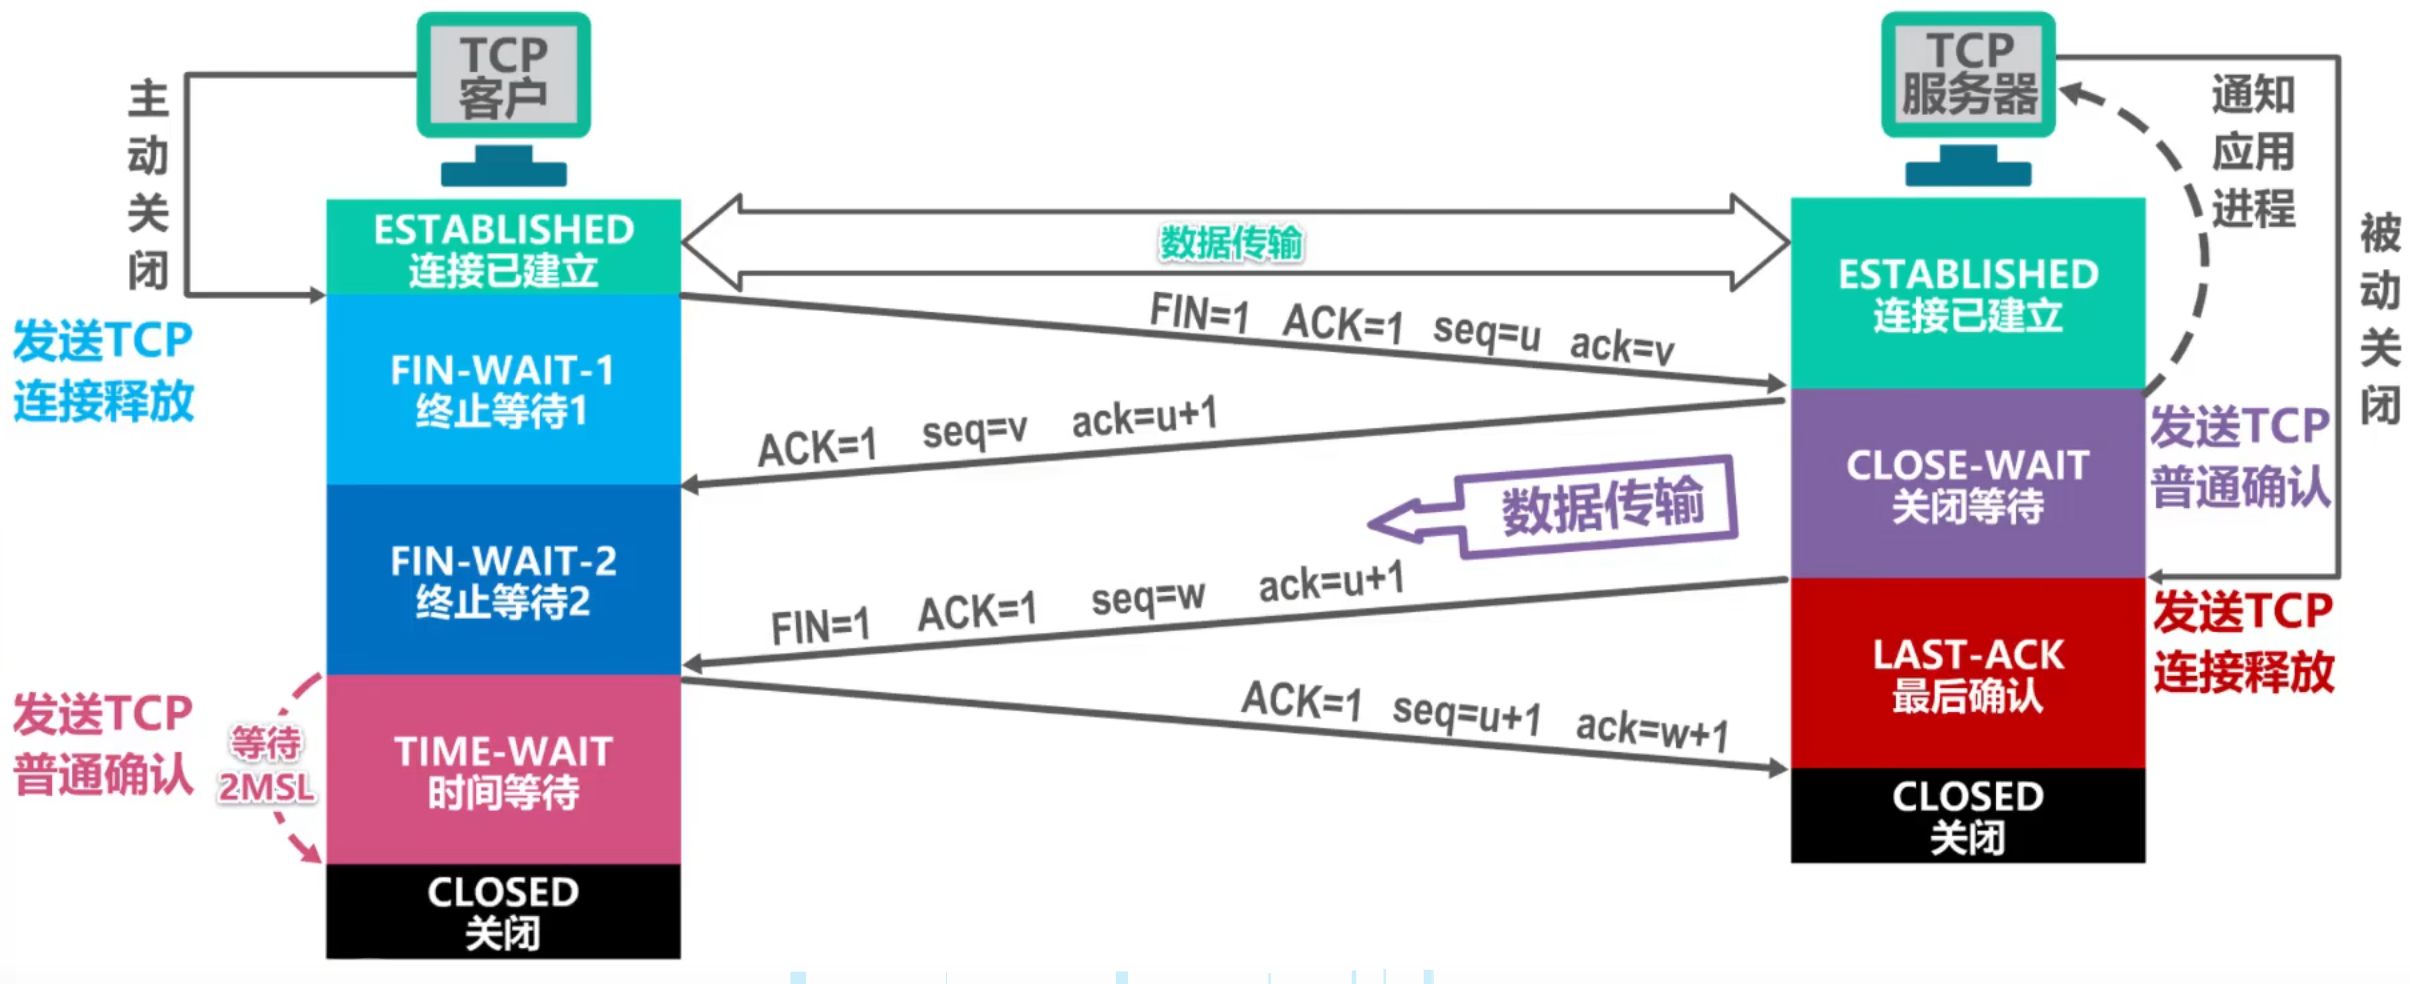 TCP
客户
TCP
服务器
主动关闭
通知
应用
进程
被动关闭
ESTABLISHED
连接已建立
数据传输
ESTABLISHED
连接已建立
FIN=1 ACK=1 seq=u ack=v
发送TCP
连接释放
FIN-WAIT-1
终止等待1
ACK=1 seq=v ack=u+1
发送TCP
普通确认
CLOSE-WAIT
关闭等待
数据传输
FIN-WAIT-2
终止等待2
FIN=1 ACK=1 seq=w ack=u+1
发送TCP
连接释放
LAST-ACK
最后确认
发送TCP
普通确认
等待
2MSL
TIME-WAIT
时间等待
ACK=1 seq=u+1 ack=w+1
CLOSED
关闭
CLOSED
关闭